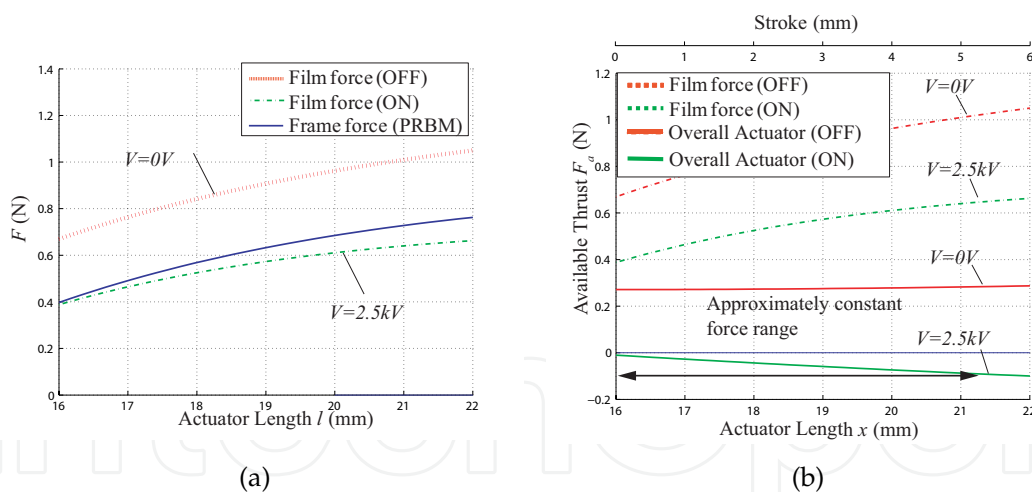 1.4
1.2
1
0.8
0.6
0.4
0.2
0
F (N)
Film force (OFF)
Film force (ON)
Frame force (PRBM)
V=0V
V=2.5kV
16 17 18 19 20 21 22
Actuator Length l (mm)
(a)
Stroke (mm)
0 1 2 3 4 5 6
1.2
1
0.8
0.6
0.4
0.2
0
−0.2
Available Thrust Fa (N)
Film force (OFF)
Film force (ON)
Overall Actuator (OFF)
Overall Actuator (ON)
V=0V
V=2.5kV
V=0V
Approximately constant
force range
V=2.5kV
16 17 18 19 20 21 22
Actuator Length x (mm)
(b)